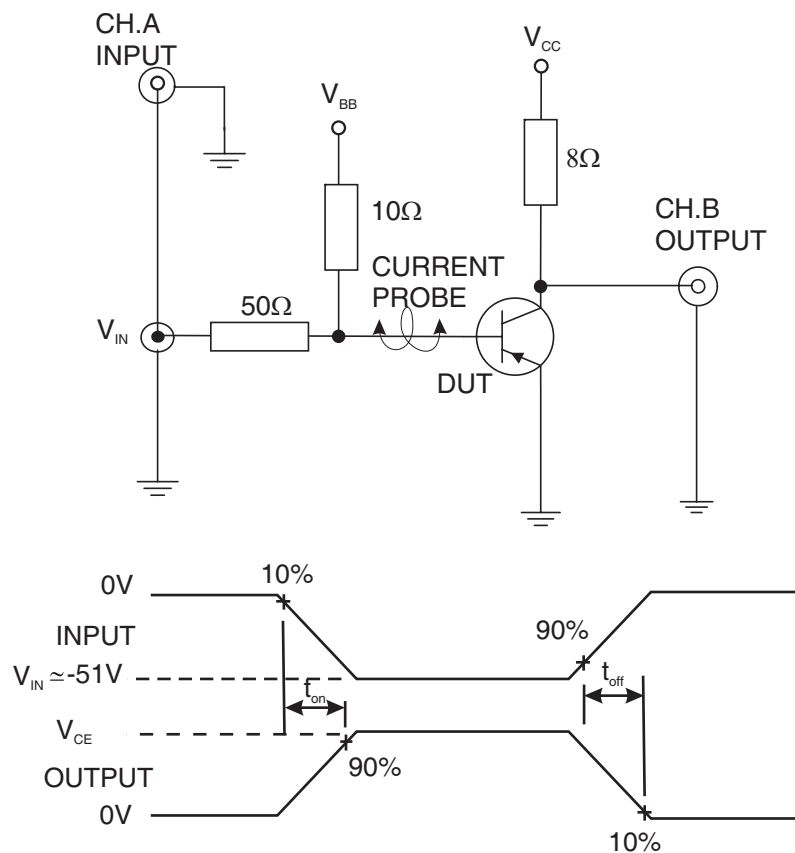 CH.A
INPUT
V_CC
V_BB
8Ω
10Ω
CH.B
OUTPUT
CURRENT
PROBE
50Ω
V_IN
DUT
0V
10%
INPUT
90%
V_IN ≃-51V
t_on
t_off
V_CE
90%
OUTPUT
0V
10%